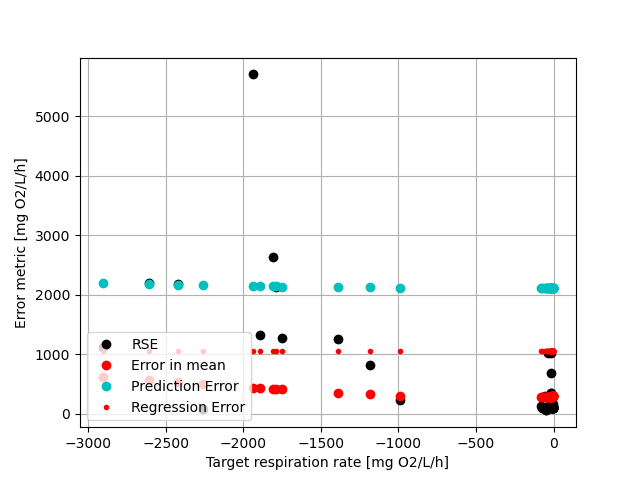 5000
4000
3000
2000
1000
0
Error metric [mg O2/L/h]
RSE
Error in mean
Prediction Error
Regression Error
−3000 −2500 −2000 −1500 −1000 −500 0
Target respiration rate [mg O2/L/h]